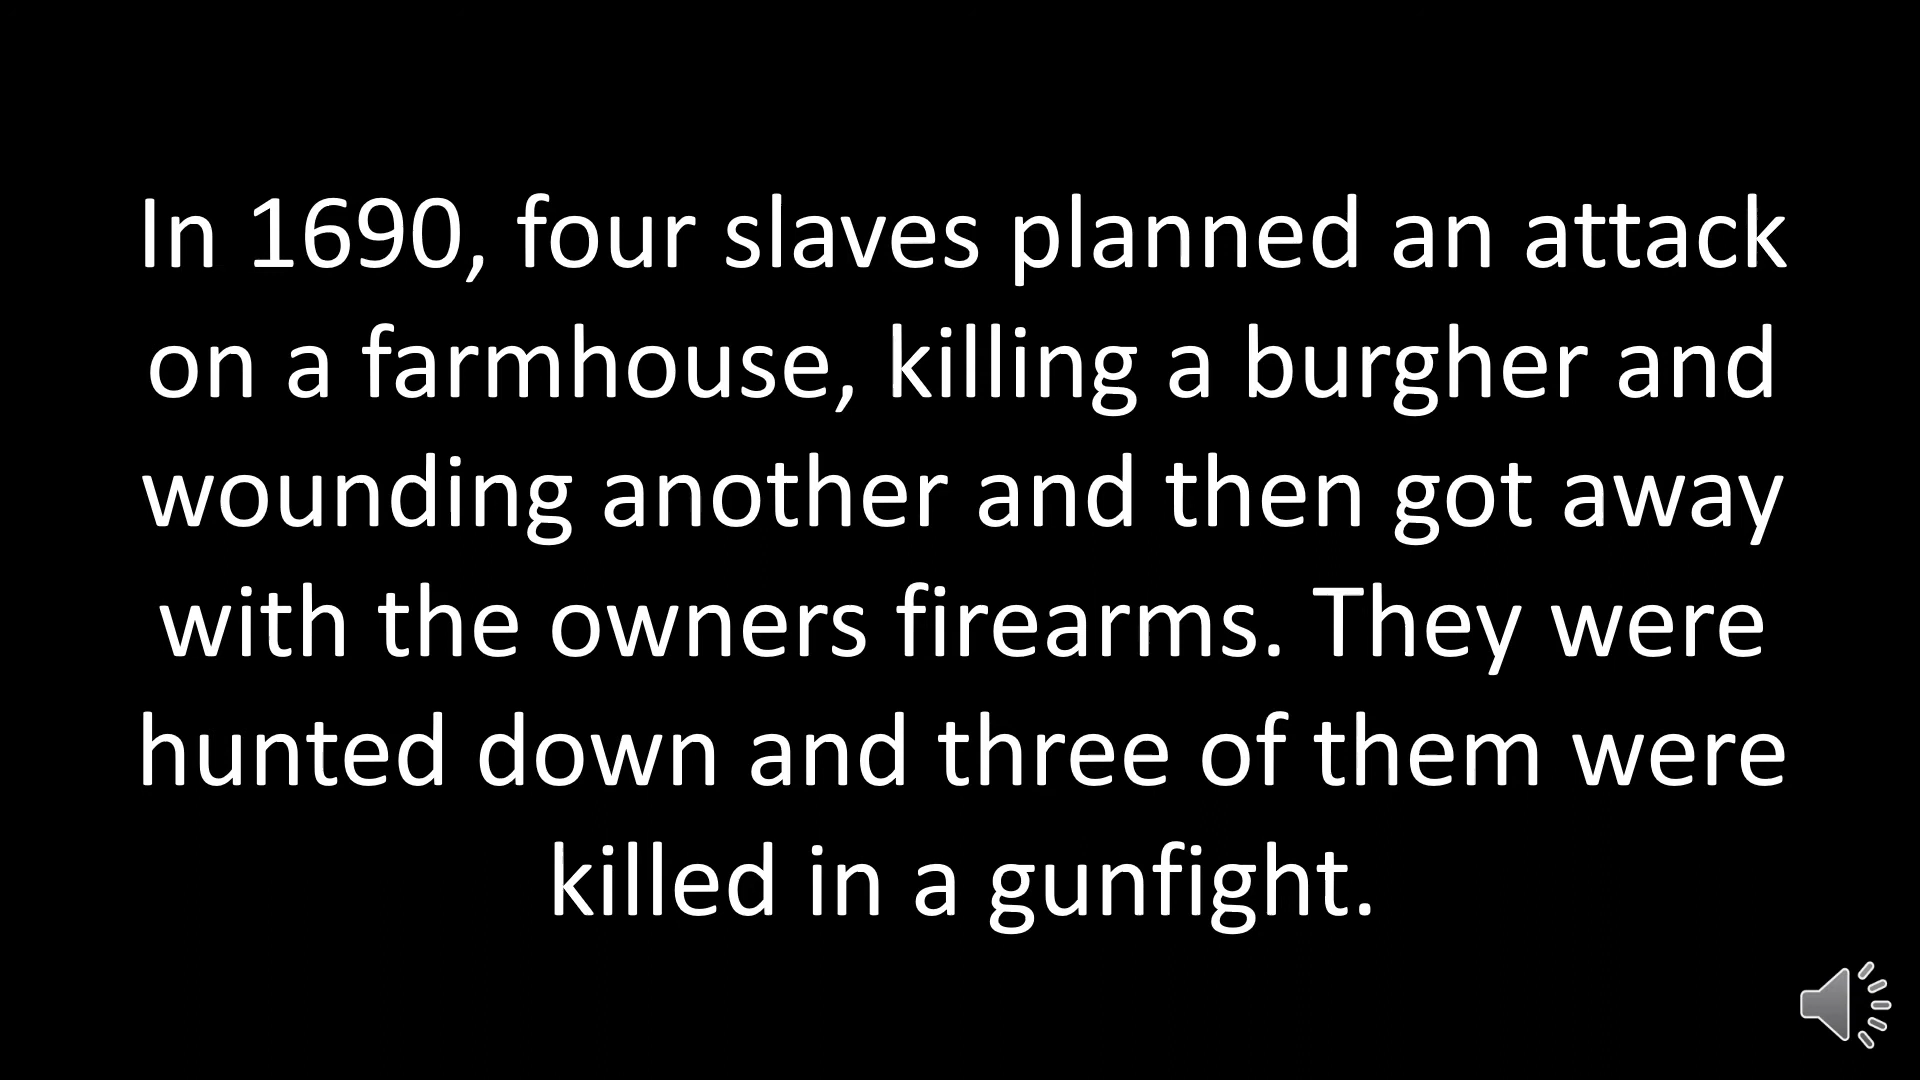 In 1690, four slaves planned an attack
on a farmhouse, killing a burgher and
wounding another and then got away
with the owners firearms. They were
hunted down and three of them were
killed in a gunfight.